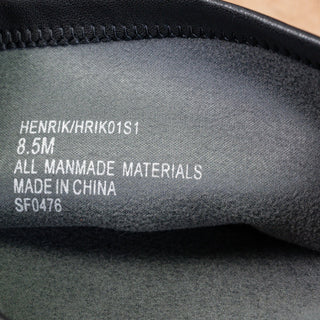 HENRIK/HRIK01S1
8.5M
ALL MANMADE MATERIALS
MADE IN CHINA
SF0476